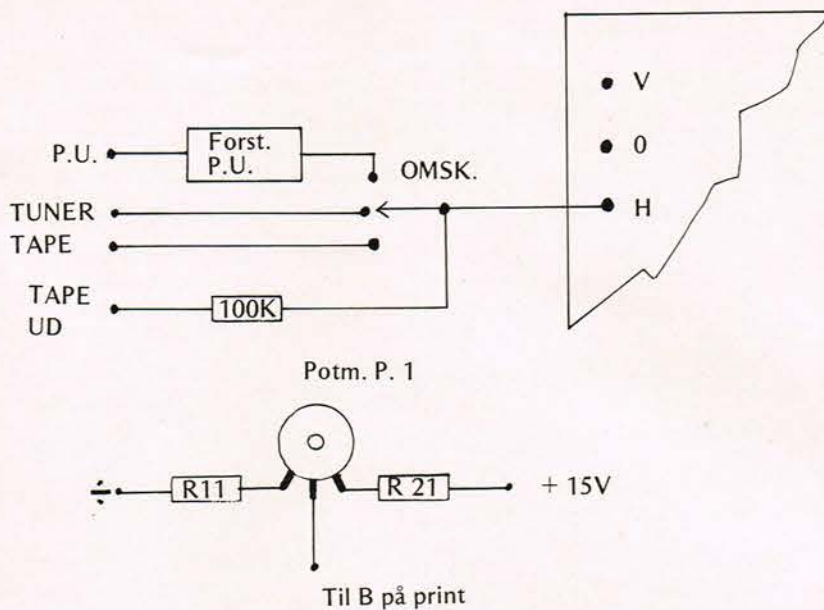 V
P.U.
Forst.
P.U.
OMSK.
0
TUNER
H
TAPE
TAPE
UD
100K
Potm. P. 1
÷
R11
R 21
+ 15V
Til B på print